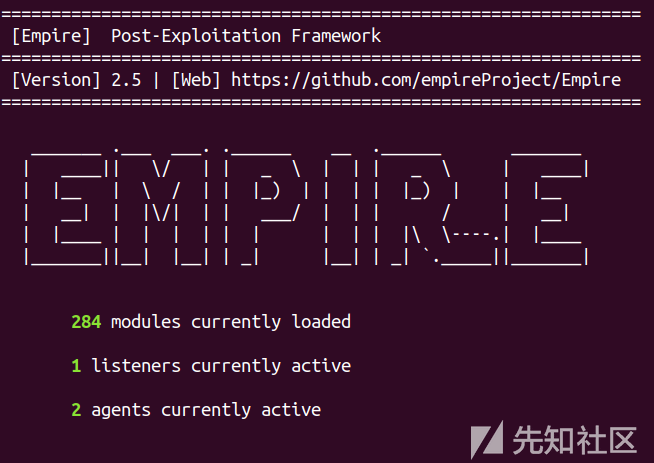 ================================================================
[Empire]  Post-Exploitation Framework
================================================================
[Version] 2.5 | [Web] https://github.com/empireProject/Empire
================================================================
EMPIRE
284 modules currently loaded
1 listeners currently active
2 agents currently active
先知社区